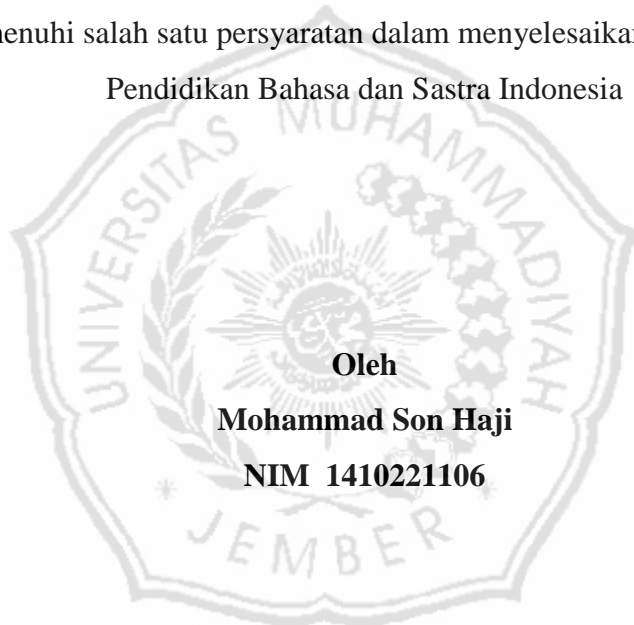 menuhi salah satu persyaratan dalam menyelesaikan
Pendidikan Bahasa dan Sastra Indonesia
UNIVERSITAS MUHAMMADIYAH
Oleh
Mohammad Son Haji
NIM 1410221106
JEMBER